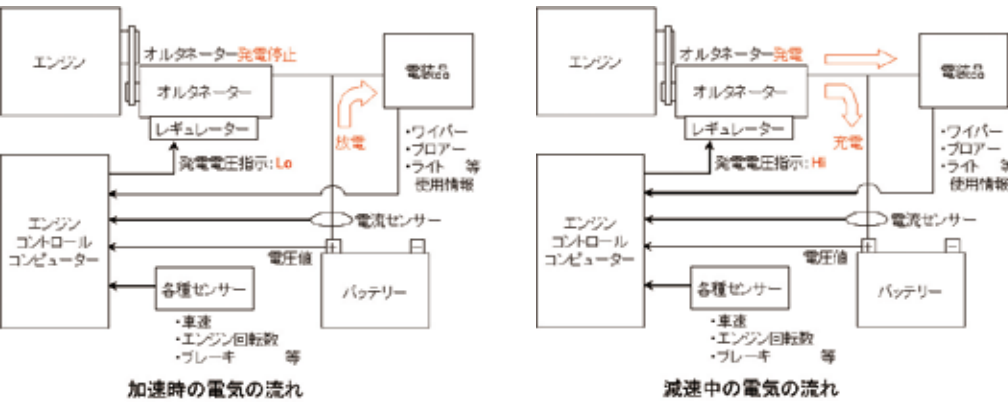 エンジン
オルタネーター発電停止
電装品
オルタネーター
レギュレーター
放電
・ワイパー
・ブロアー
・ライト 等
使用情報
発電電圧指示:Lo
エンジン
コントロール
コンピューター
電流センサー
電圧値
+
−
バッテリー
各種センサー
・車速
・エンジン回転数
・ブレーキ 等
加速時の電気の流れ
エンジン
オルタネーター発電
電装品
オルタネーター
レギュレーター
充電
・ワイパー
・ブロアー
・ライト 等
使用情報
発電電圧指示:Hi
エンジン
コントロール
コンピューター
電流センサー
電圧値
+
−
バッテリー
各種センサー
・車速
・エンジン回転数
・ブレーキ 等
減速中の電気の流れ